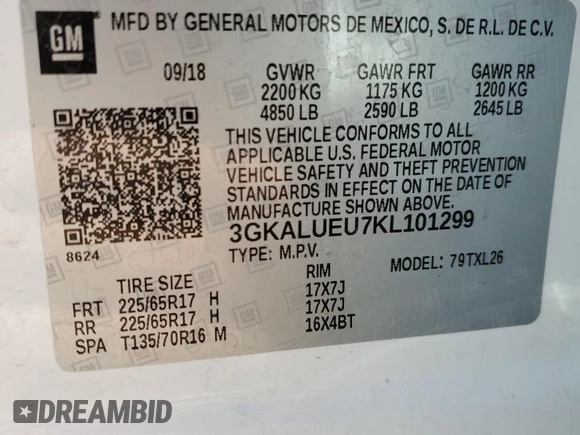 GM
MFD BY GENERAL MOTORS DE MEXICO, S. DE R.L. DE C.V.
09/18 GVWR GAWR FRT GAWR RR
2200 KG 1175 KG 1200 KG
4850 LB 2590 LB 2645 LB
THIS VEHICLE CONFORMS TO ALL
APPLICABLE U.S. FEDERAL MOTOR
VEHICLE SAFETY AND THEFT PREVENTION
STANDARDS IN EFFECT ON THE DATE OF
MANUFACTURE SHOWN ABOVE.
3GKALUEU7KL101299
8624
TYPE: M.P.V. MODEL: 79TXL26
TIRE SIZE RIM
FRT 225/65R17 H 17X7J
RR 225/65R17 H 17X7J
SPA T135/70R16 M 16X4BT
DREAMBID